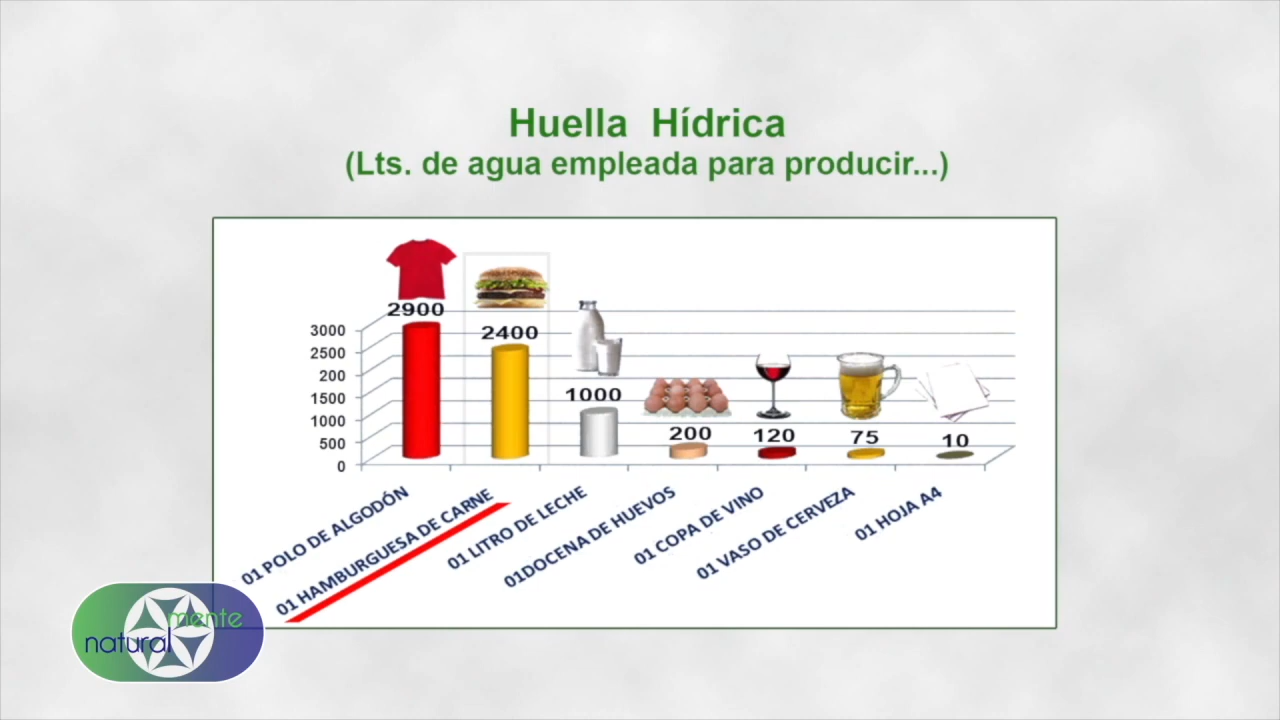 Huella Hídrica
(Lts. de agua empleada para producir...)
2900
2400
1000
200
120
75
10
3000
2500
200
1500
1000
500
0
01 POLO DE ALGODÓN
01 HAMBURGUESA DE CARNE
01 LITRO DE LECHE
01DOCENA DE HUEVOS
01 COPA DE VINO
01 VASO DE CERVEZA
01 HOJA A4
mente
natural